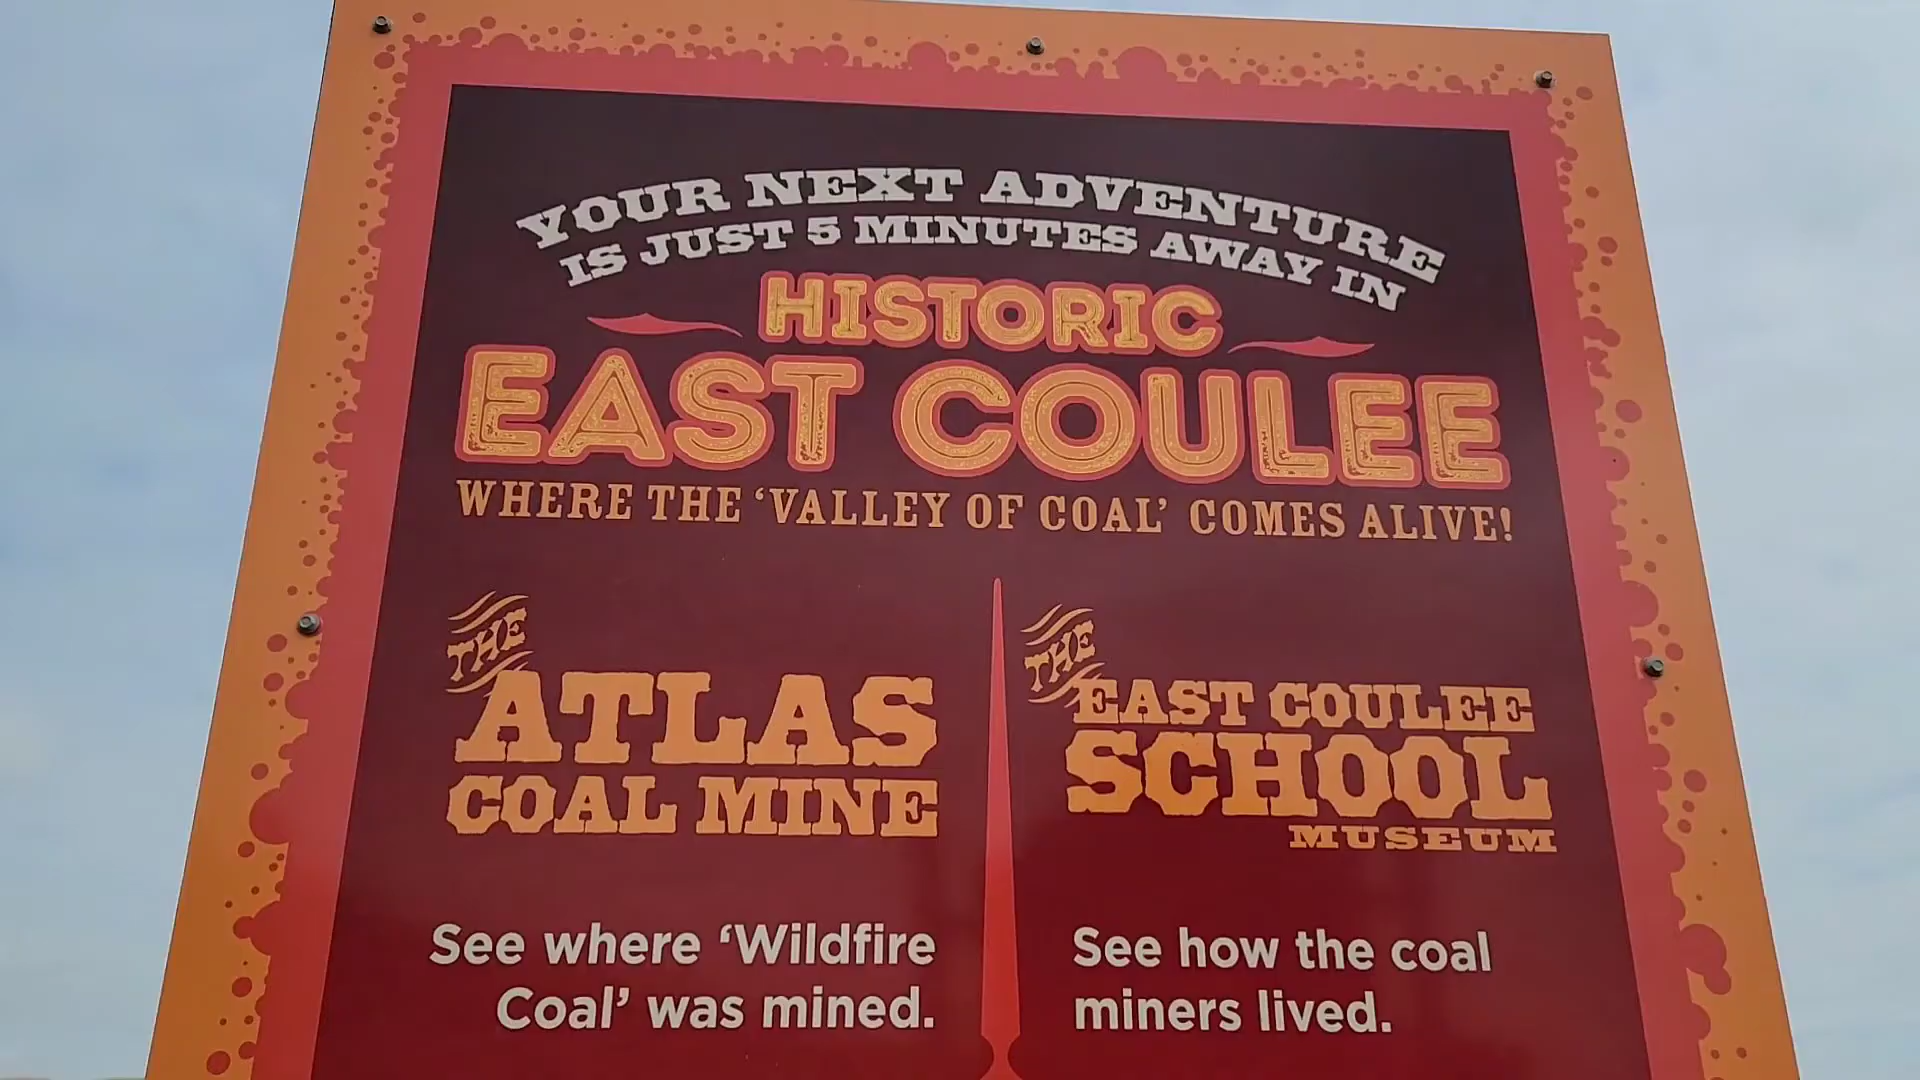 YOUR NEXT ADVENTURE
IS JUST 5 MINUTES AWAY IN
HISTORIC
EAST COULEE
WHERE THE ‘VALLEY OF COAL’ COMES ALIVE!
THE
ATLAS
COAL MINE
See where ‘Wildfire
Coal’ was mined.
THE
EAST COULEE
SCHOOL
MUSEUM
See how the coal
miners lived.